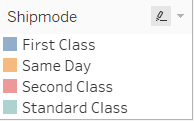 Shipmode
First Class
Same Day
Second Class
Standard Class